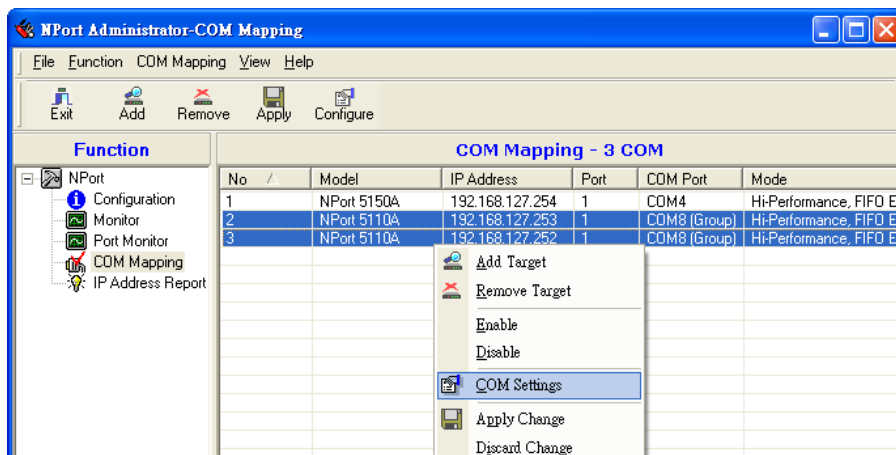 NPort Administrator-COM Mapping
File Function COM Mapping View Help
Exit Add Remove Apply Configure
Function
COM Mapping - 3 COM
NPort
Configuration
Monitor
Port Monitor
COM Mapping
IP Address Report
No Model IP Address Port COM Port Mode
1 NPort 5150A 192.168.127.254 1 COM4 Hi-Performance, FIFO E
2 NPort 5110A 192.168.127.253 1 COM8 (Group) Hi-Performance, FIFO E
3 NPort 5110A 192.168.127.252 1 COM8 (Group) Hi-Performance, FIFO E
Add Target
Remove Target
Enable
Disable
COM Settings
Apply Change
Discard Change